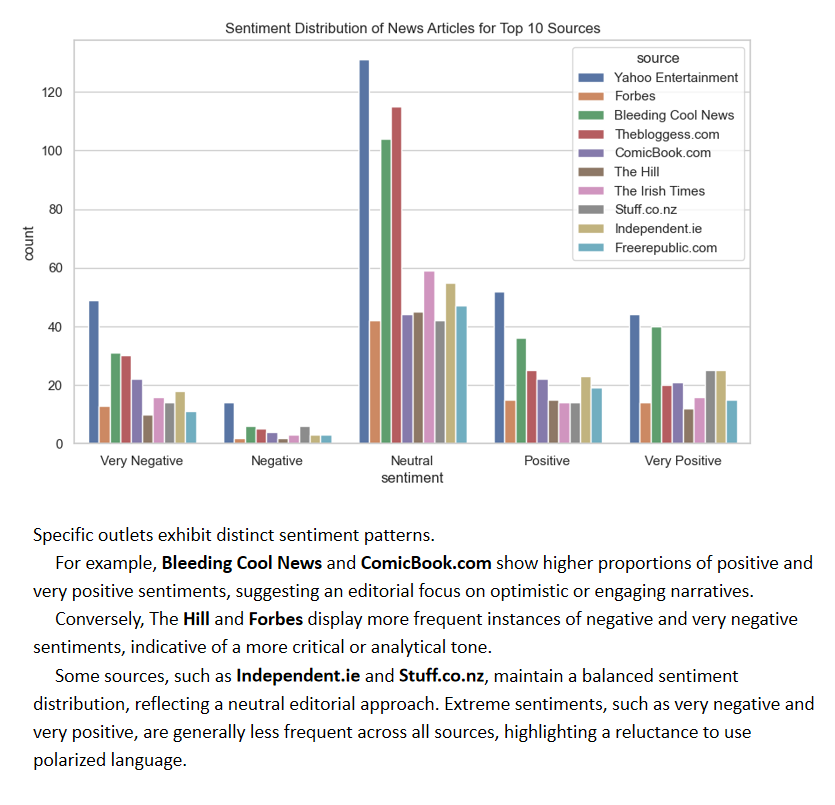 Sentiment Distribution of News Articles for Top 10 Sources
source
Yahoo Entertainment
Forbes
Bleeding Cool News
Thebloggess.com
ComicBook.com
The Hill
The Irish Times
Stuff.co.nz
Independent.ie
Freerepublic.com
count
120
100
80
60
40
20
0
Very Negative Negative Neutral Positive Very Positive
sentiment
Specific outlets exhibit distinct sentiment patterns.
For example, Bleeding Cool News and ComicBook.com show higher proportions of positive and
very positive sentiments, suggesting an editorial focus on optimistic or engaging narratives.
Conversely, The Hill and Forbes display more frequent instances of negative and very negative
sentiments, indicative of a more critical or analytical tone.
Some sources, such as Independent.ie and Stuff.co.nz, maintain a balanced sentiment
distribution, reflecting a neutral editorial approach. Extreme sentiments, such as very negative and
very positive, are generally less frequent across all sources, highlighting a reluctance to use
polarized language.